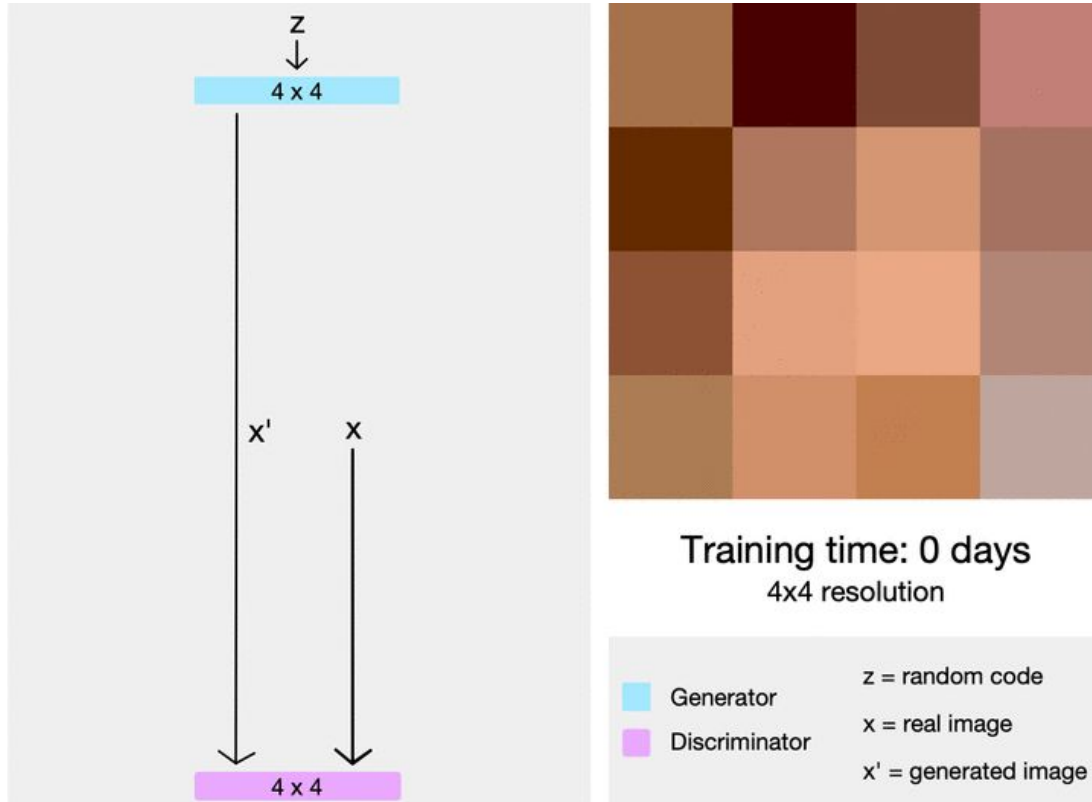 z
4 x 4
x'
x
4 x 4
Training time: 0 days
4x4 resolution
Generator
Discriminator
z = random code
x = real image
x' = generated image